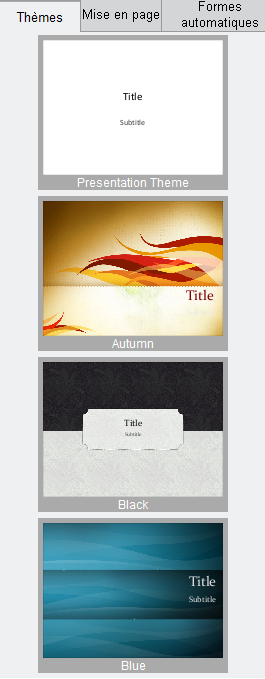 Thèmes
Mise en page
Formes
automatiques
Title
Subtitle
Presentation Theme
Title
Autumn
Title
Subtitle
Black
Title
Subtitle
Blue